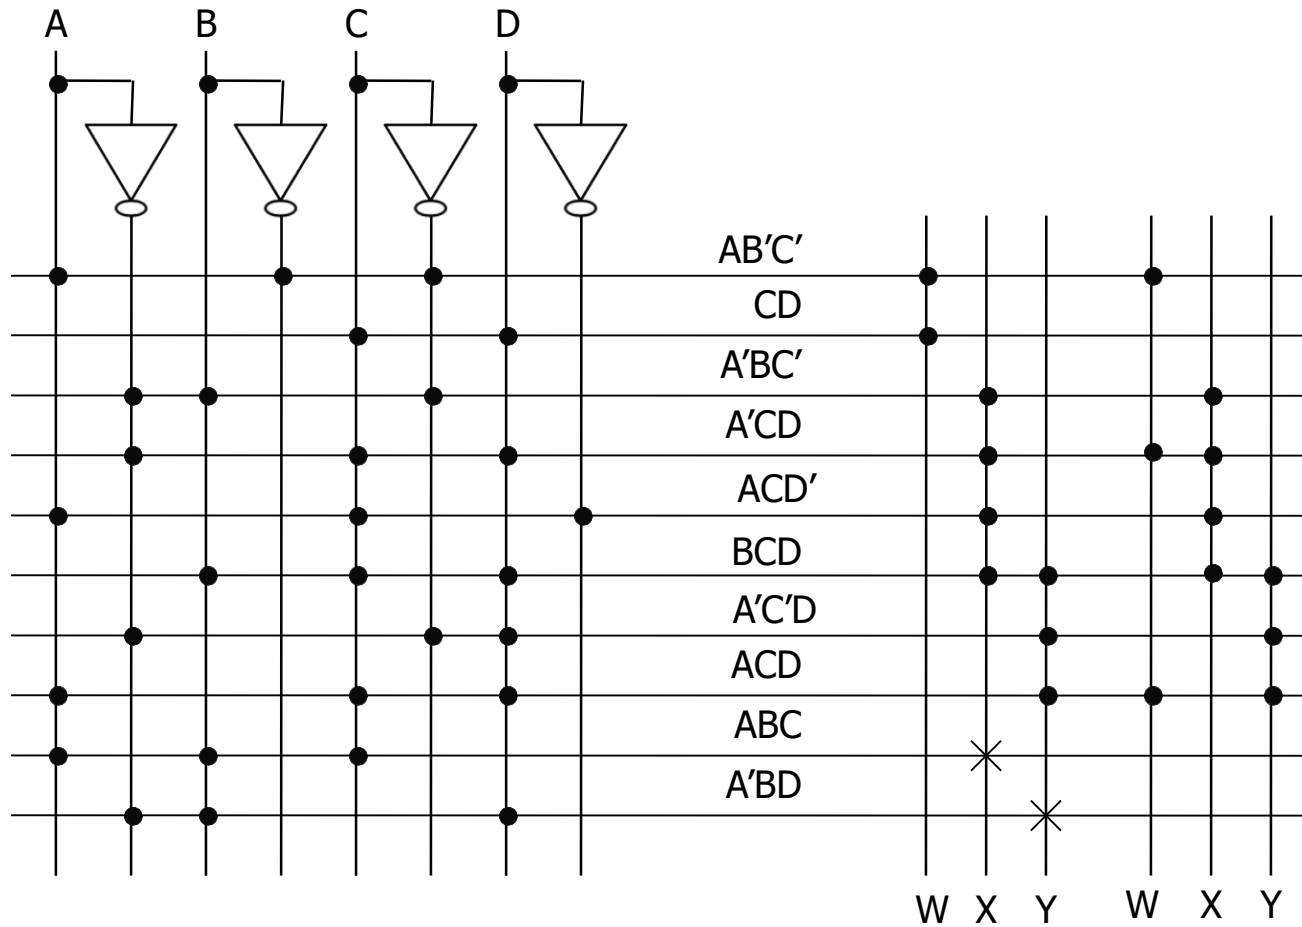 A B C D
AB′C′
CD
A′BC′
A′CD
ACD′
BCD
A′C′D
ACD
ABC
A′BD
W X Y W X Y